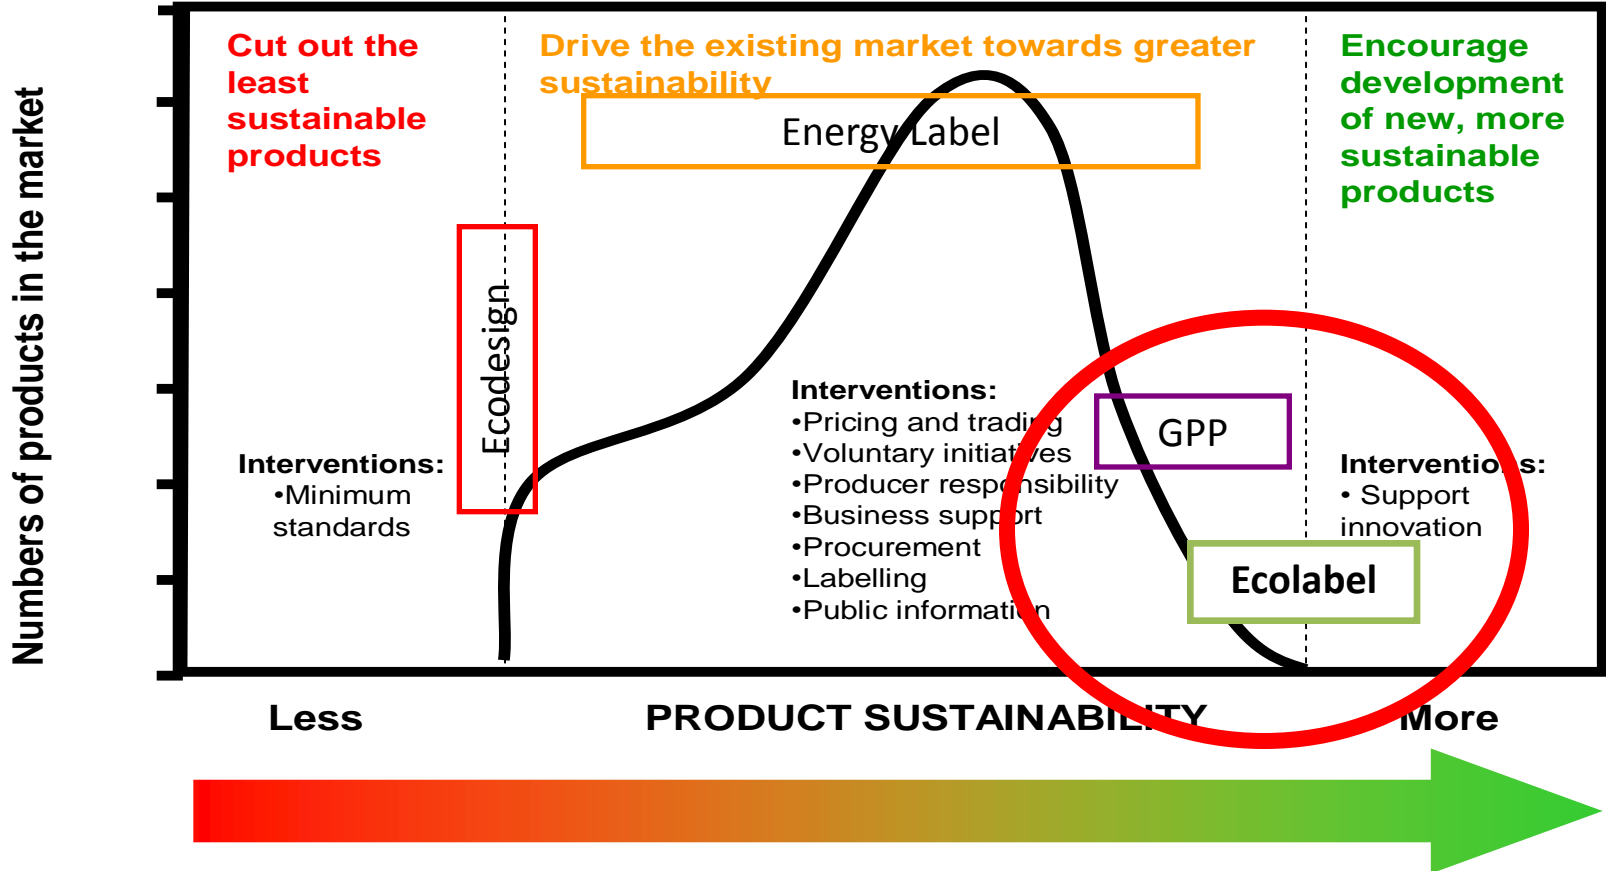 Numbers of products in the market
Cut out the
least
sustainable
products
Drive the existing market towards greater
sustainability
Encourage
development
of new, more
sustainable
products
Energy Label
Ecodesign
Interventions:
•Minimum
standards
Interventions:
•Pricing and trading
•Voluntary initiatives
•Producer responsibility
•Business support
•Procurement
•Labelling
•Public information
GPP
Interventions:
• Support
innovation
Ecolabel
Less
PRODUCT SUSTAINABILITY
More